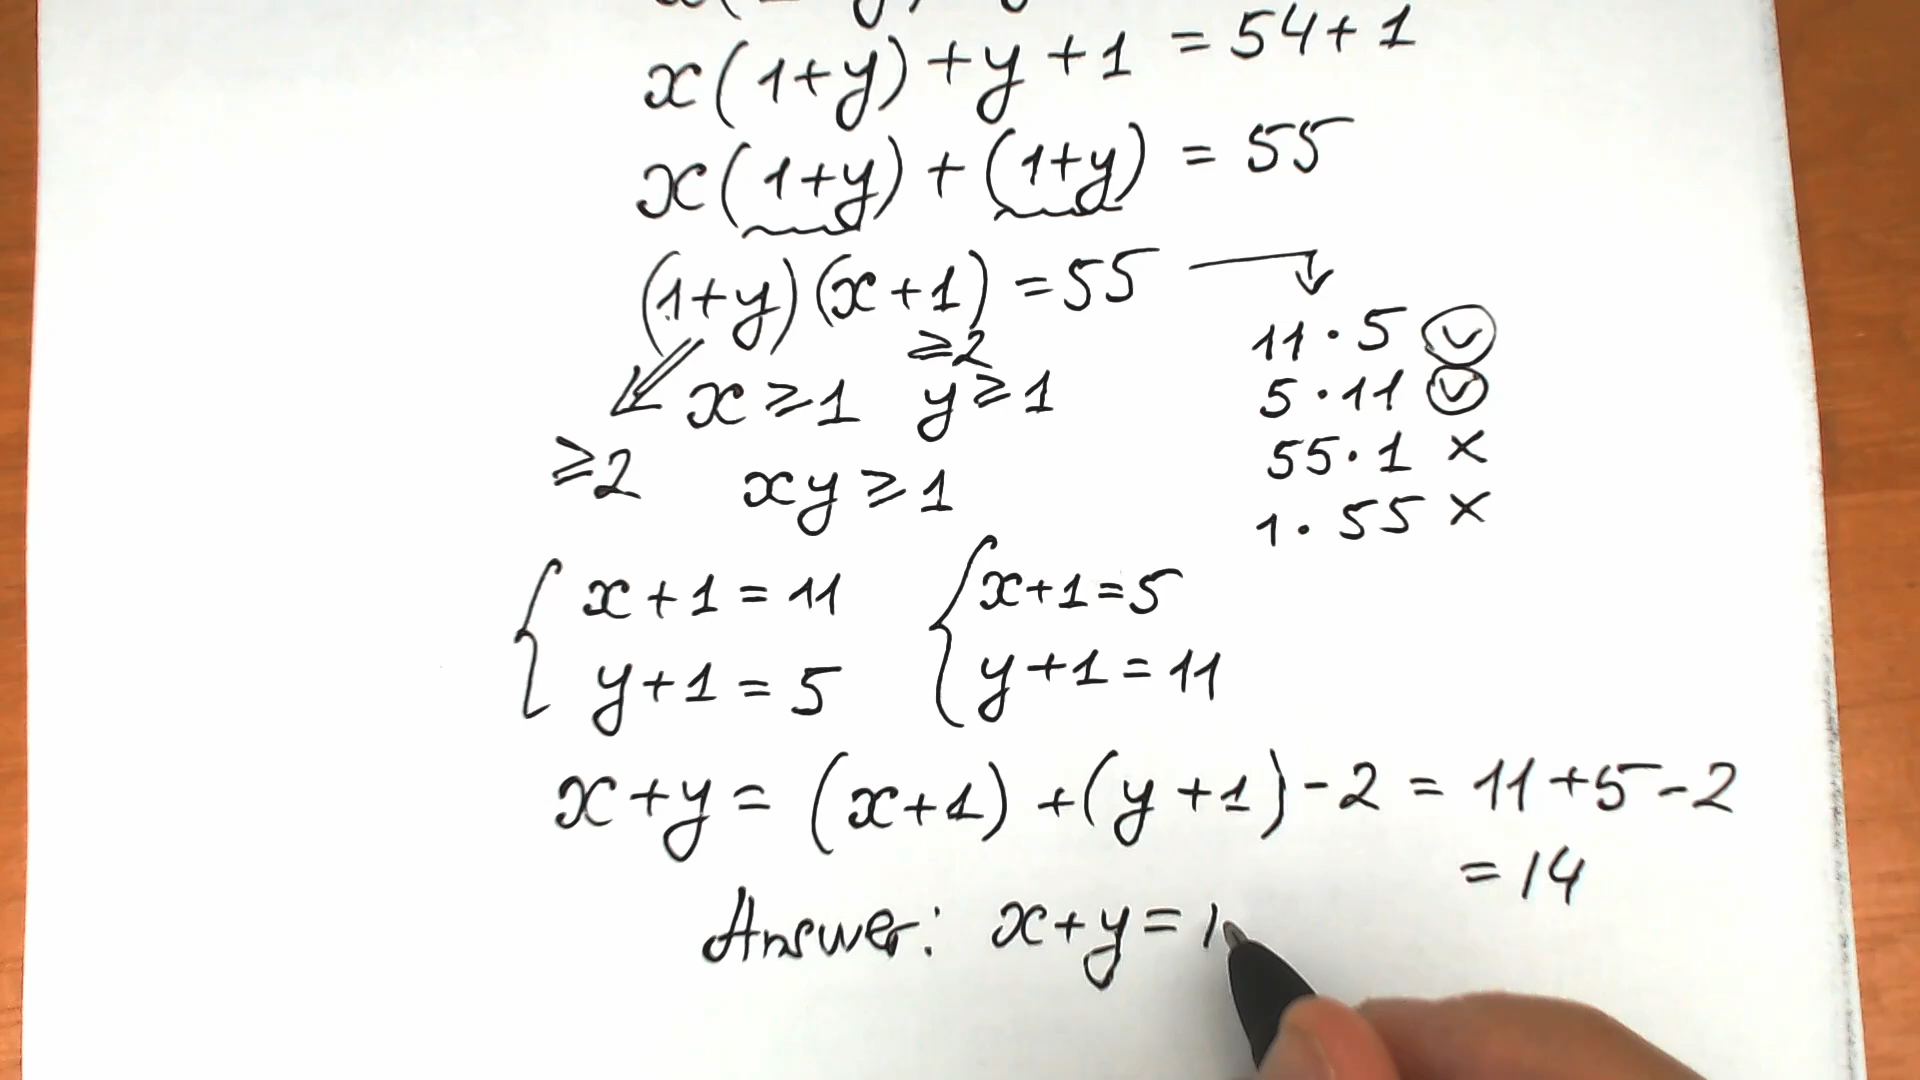 x(1+y)+y+1 = 54+1
x(1+y) + (1+y) = 55
(1+y)(x+1) = 55
≥2
11 · 5
x ≥ 1 y ≥ 1
5 · 11
≥2
55 · 1 ×
xy ≥ 1
1 · 55 ×
x+1 = 11 x+1 = 5
y+1 = 5 y+1 = 11
x+y = (x+1) + (y+1) - 2 = 11+5-2
= 14
Answer: x+y = 1